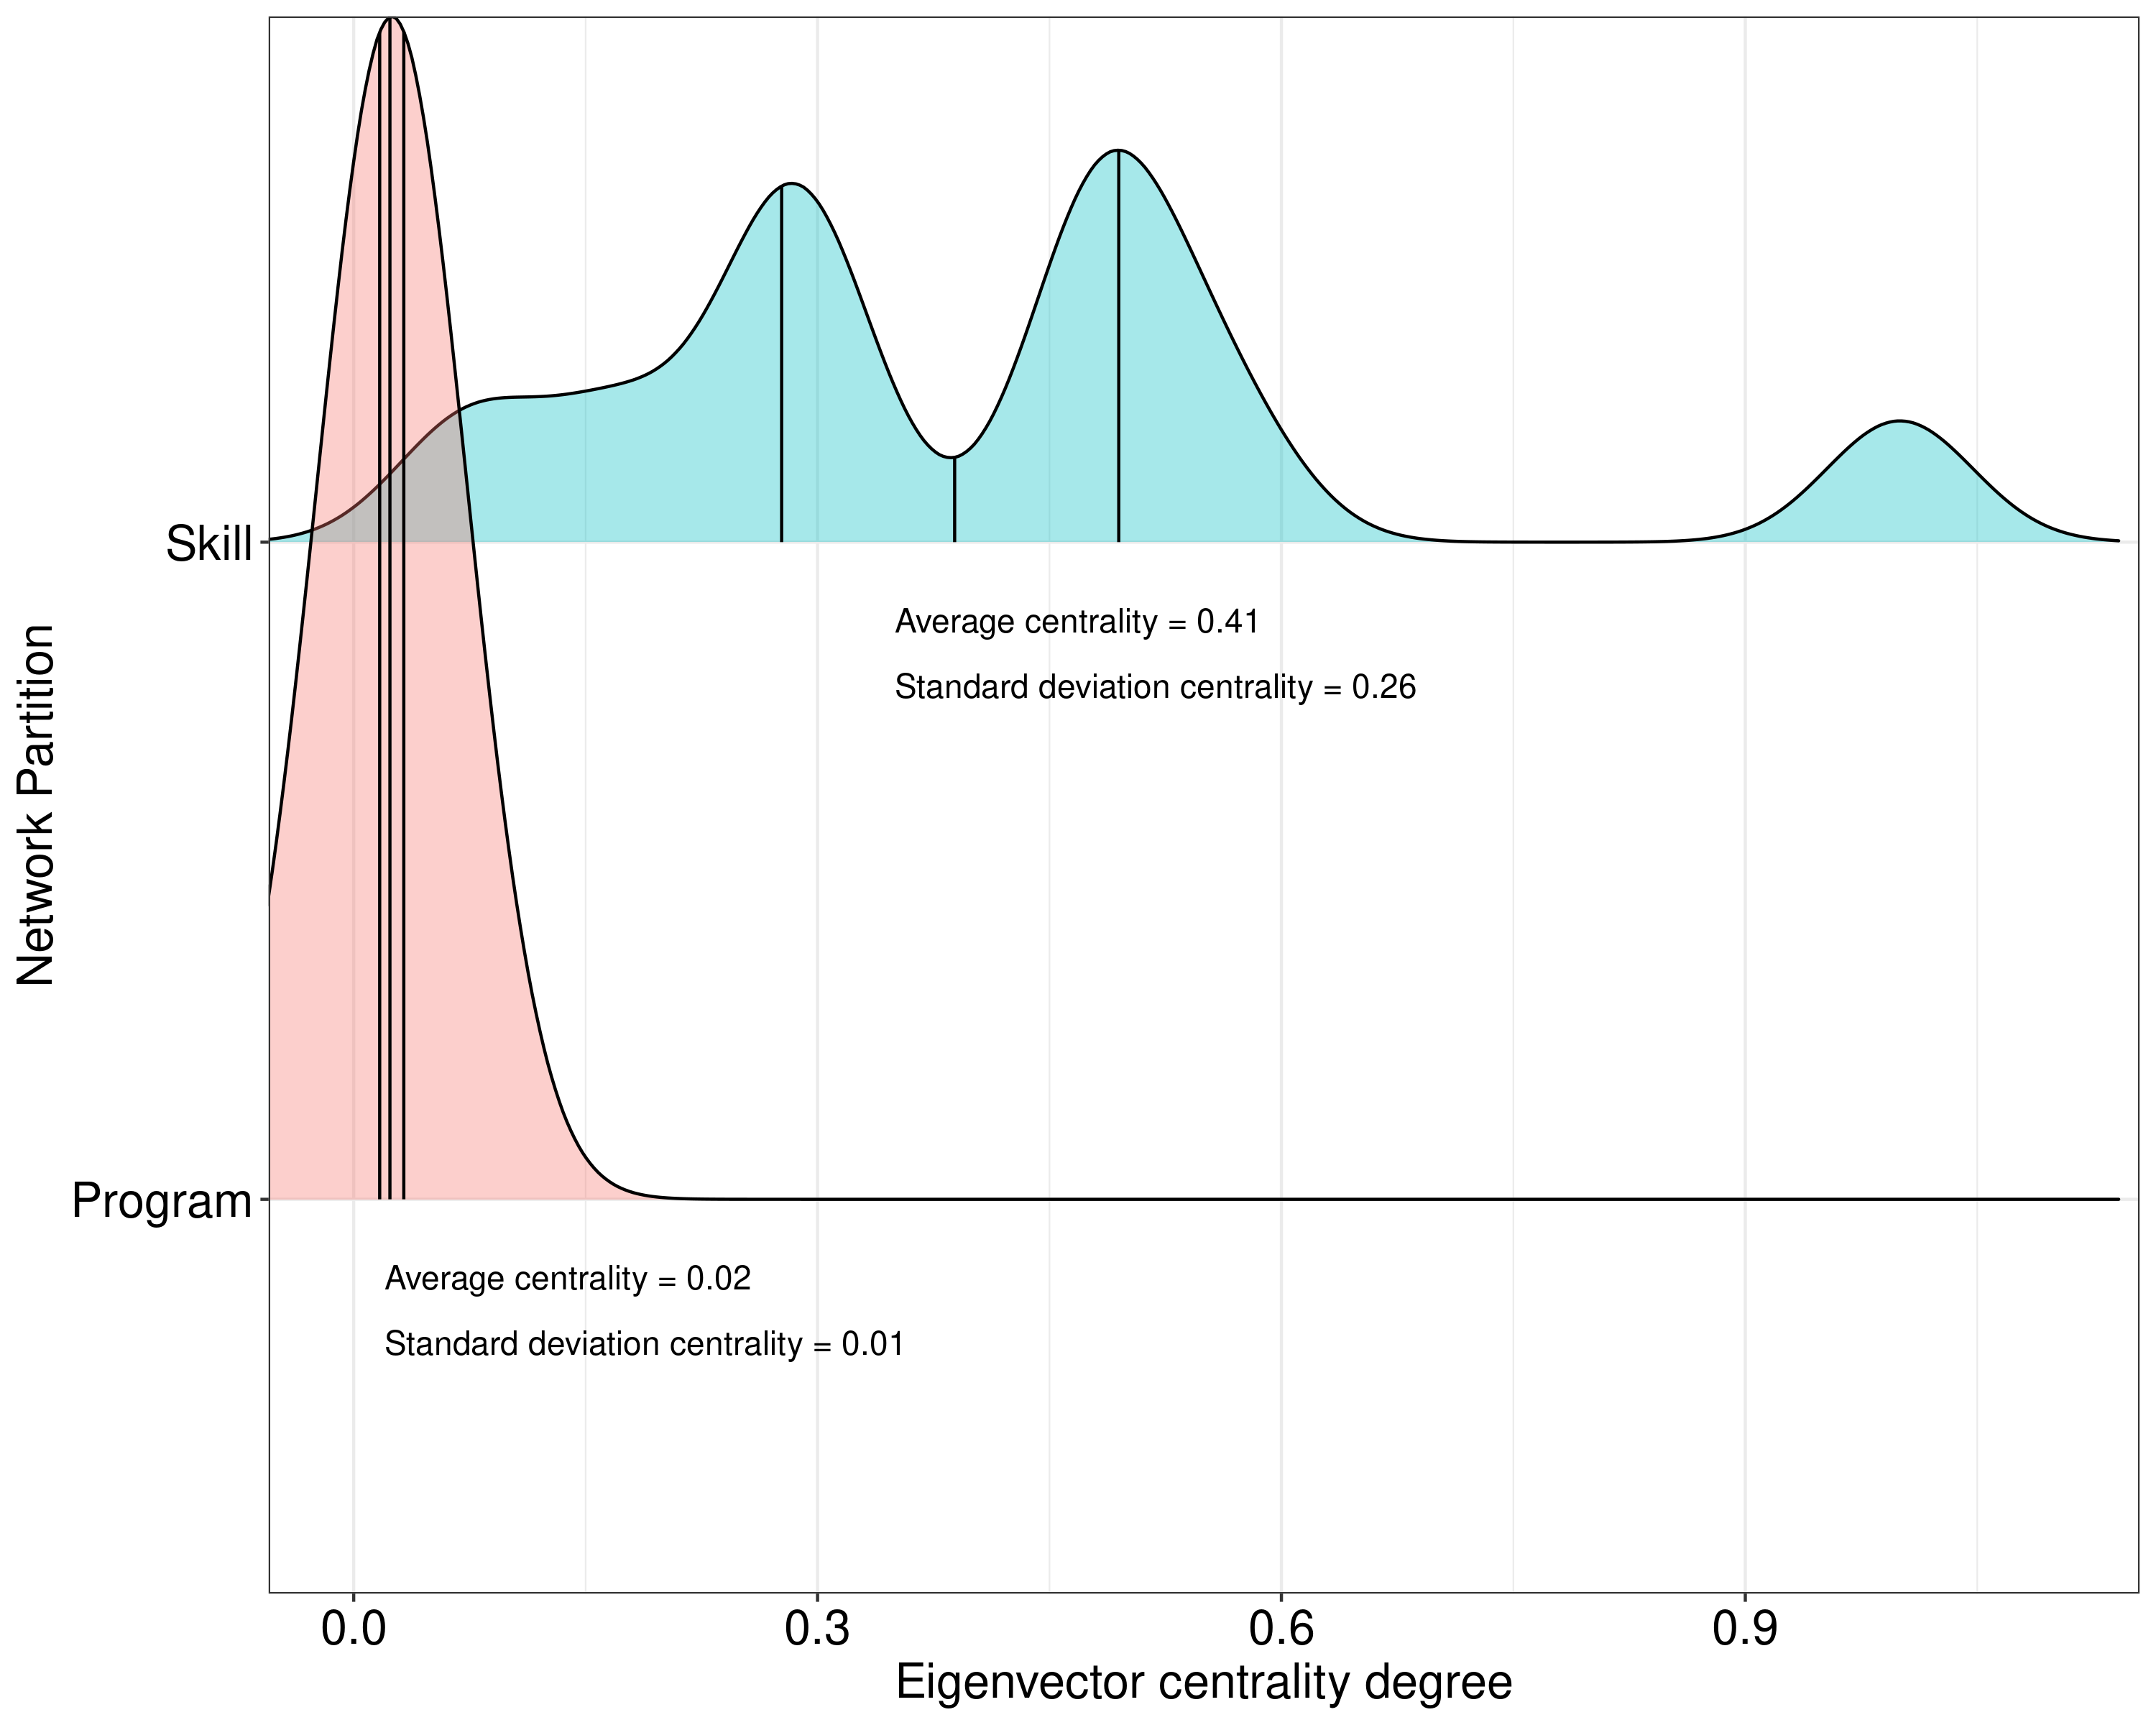 Network Partition
Skill
Average centrality = 0.41
Standard deviation centrality = 0.26
Program
Average centrality = 0.02
Standard deviation centrality = 0.01
0.0 0.3 0.6 0.9
Eigenvector centrality degree